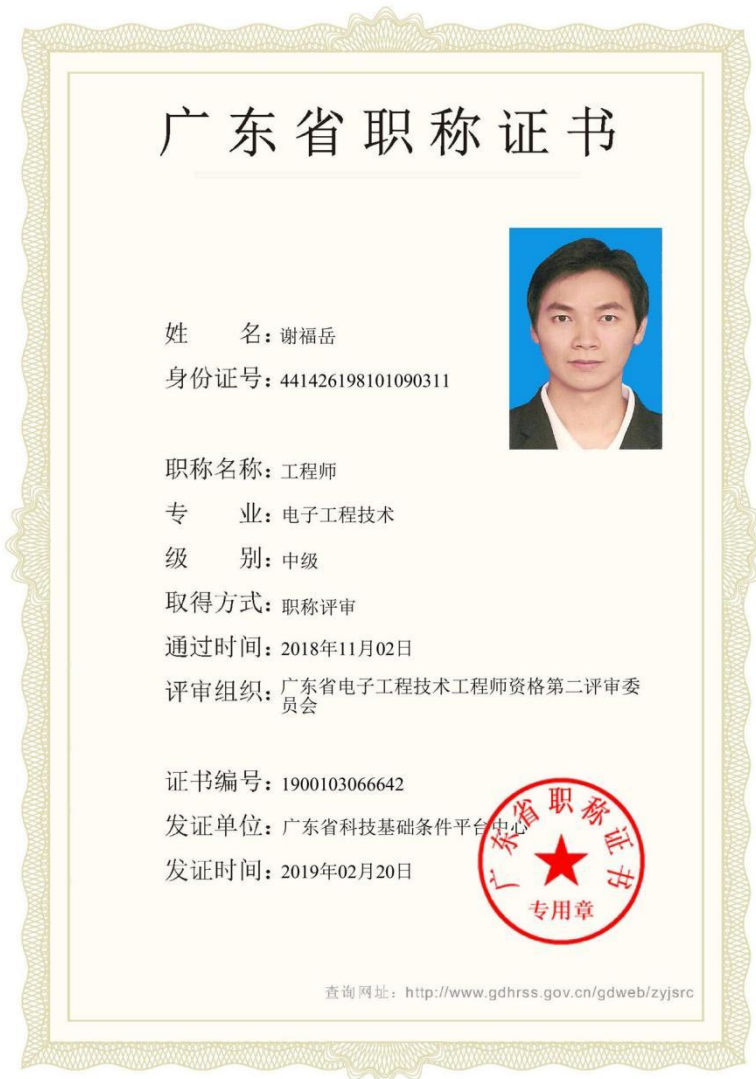 广东省职称证书
姓 名：谢福岳
身份证号：441426198101090311
职称名称：工程师
专 业：电子工程技术
级 别：中级
取得方式：职称评审
通过时间：2018年11月02日
评审组织：广东省电子工程技术工程师资格第二评审委
员会
证书编号：1900103066642
发证单位：广东省科技基础条件平台中心
发证时间：2019年02月20日
广东省职称证书
专用章
查询网址：http://www.gdhrss.gov.cn/gdweb/zyjsrc